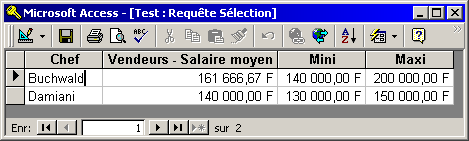 Microsoft Access - [Test : Requête Sélection]
ABC
A Z
Chef Vendeurs - Salaire moyen Mini Maxi
Buchwald 161 666,67 F 140 000,00 F 200 000,00 F
Damiani 140 000,00 F 130 000,00 F 150 000,00 F
Enr: 1 sur 2